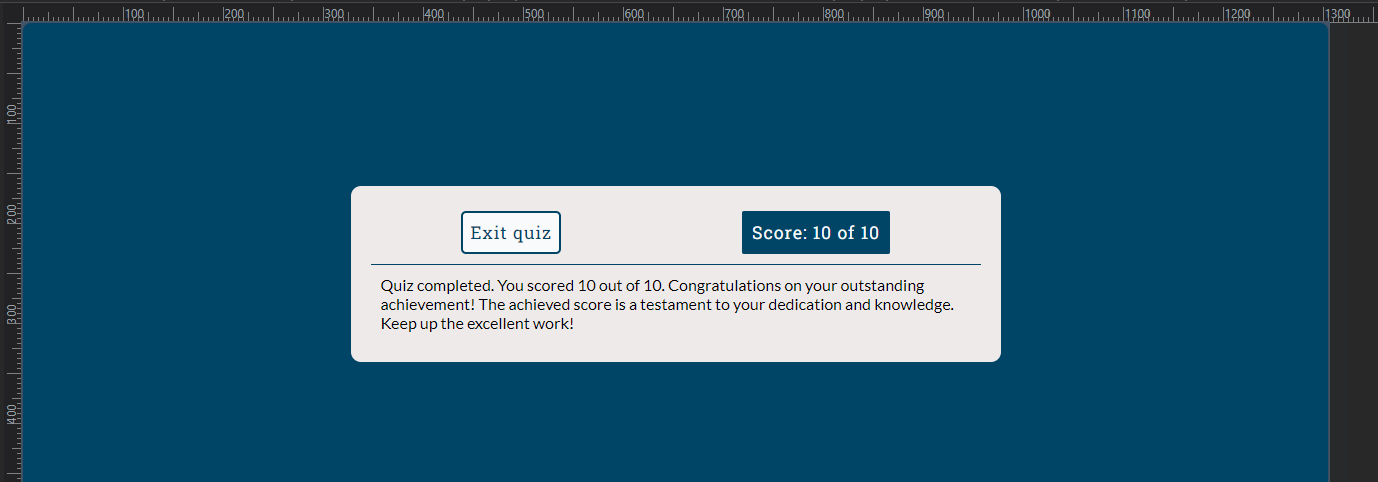 100 200 300 400 500 600 700 800 900 1000 1100 1200 1300
100
200
300
400
Exit quiz Score: 10 of 10
Quiz completed. You scored 10 out of 10. Congratulations on your outstanding
achievement! The achieved score is a testament to your dedication and knowledge.
Keep up the excellent work!